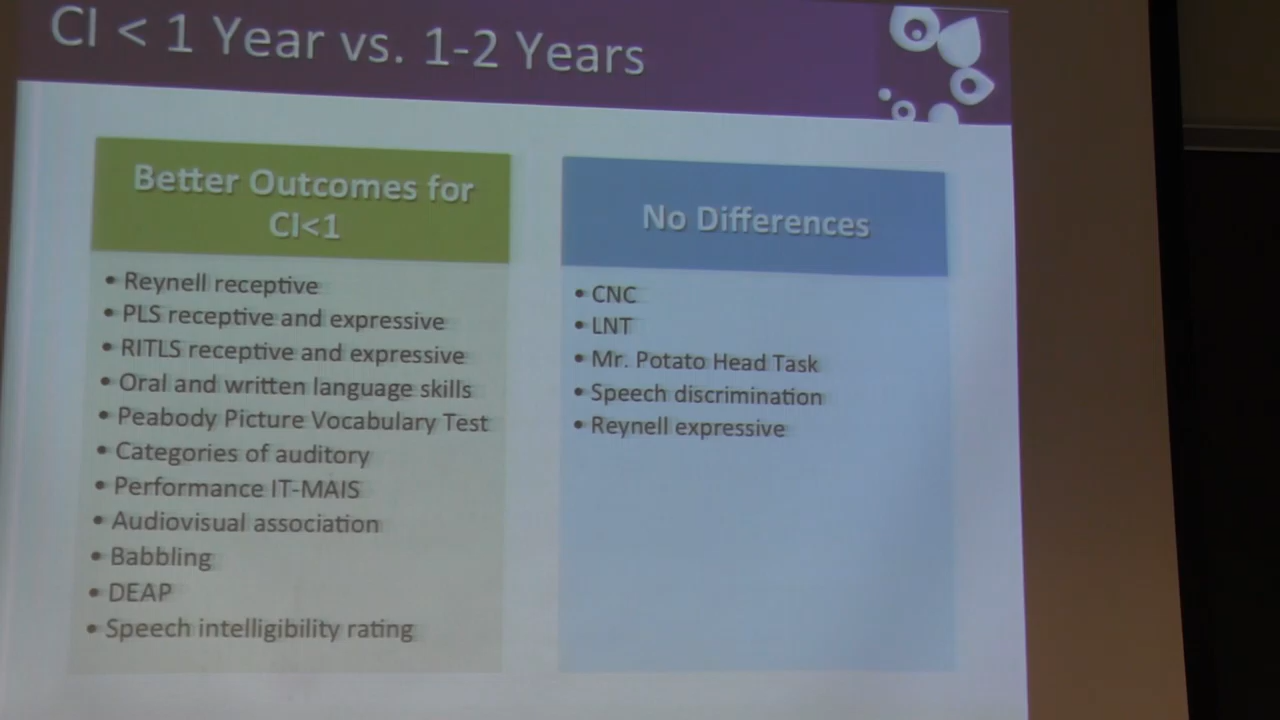 CI < 1 Year vs. 1-2 Years
Better Outcomes for
CI<1
• Reynell receptive
• PLS receptive and expressive
• RITLS receptive and expressive
• Oral and written language skills
• Peabody Picture Vocabulary Test
• Categories of auditory
• Performance IT-MAIS
• Audiovisual association
• Babbling
• DEAP
• Speech intelligibility rating
No Differences
• CNC
• LNT
• Mr. Potato Head Task
• Speech discrimination
• Reynell expressive